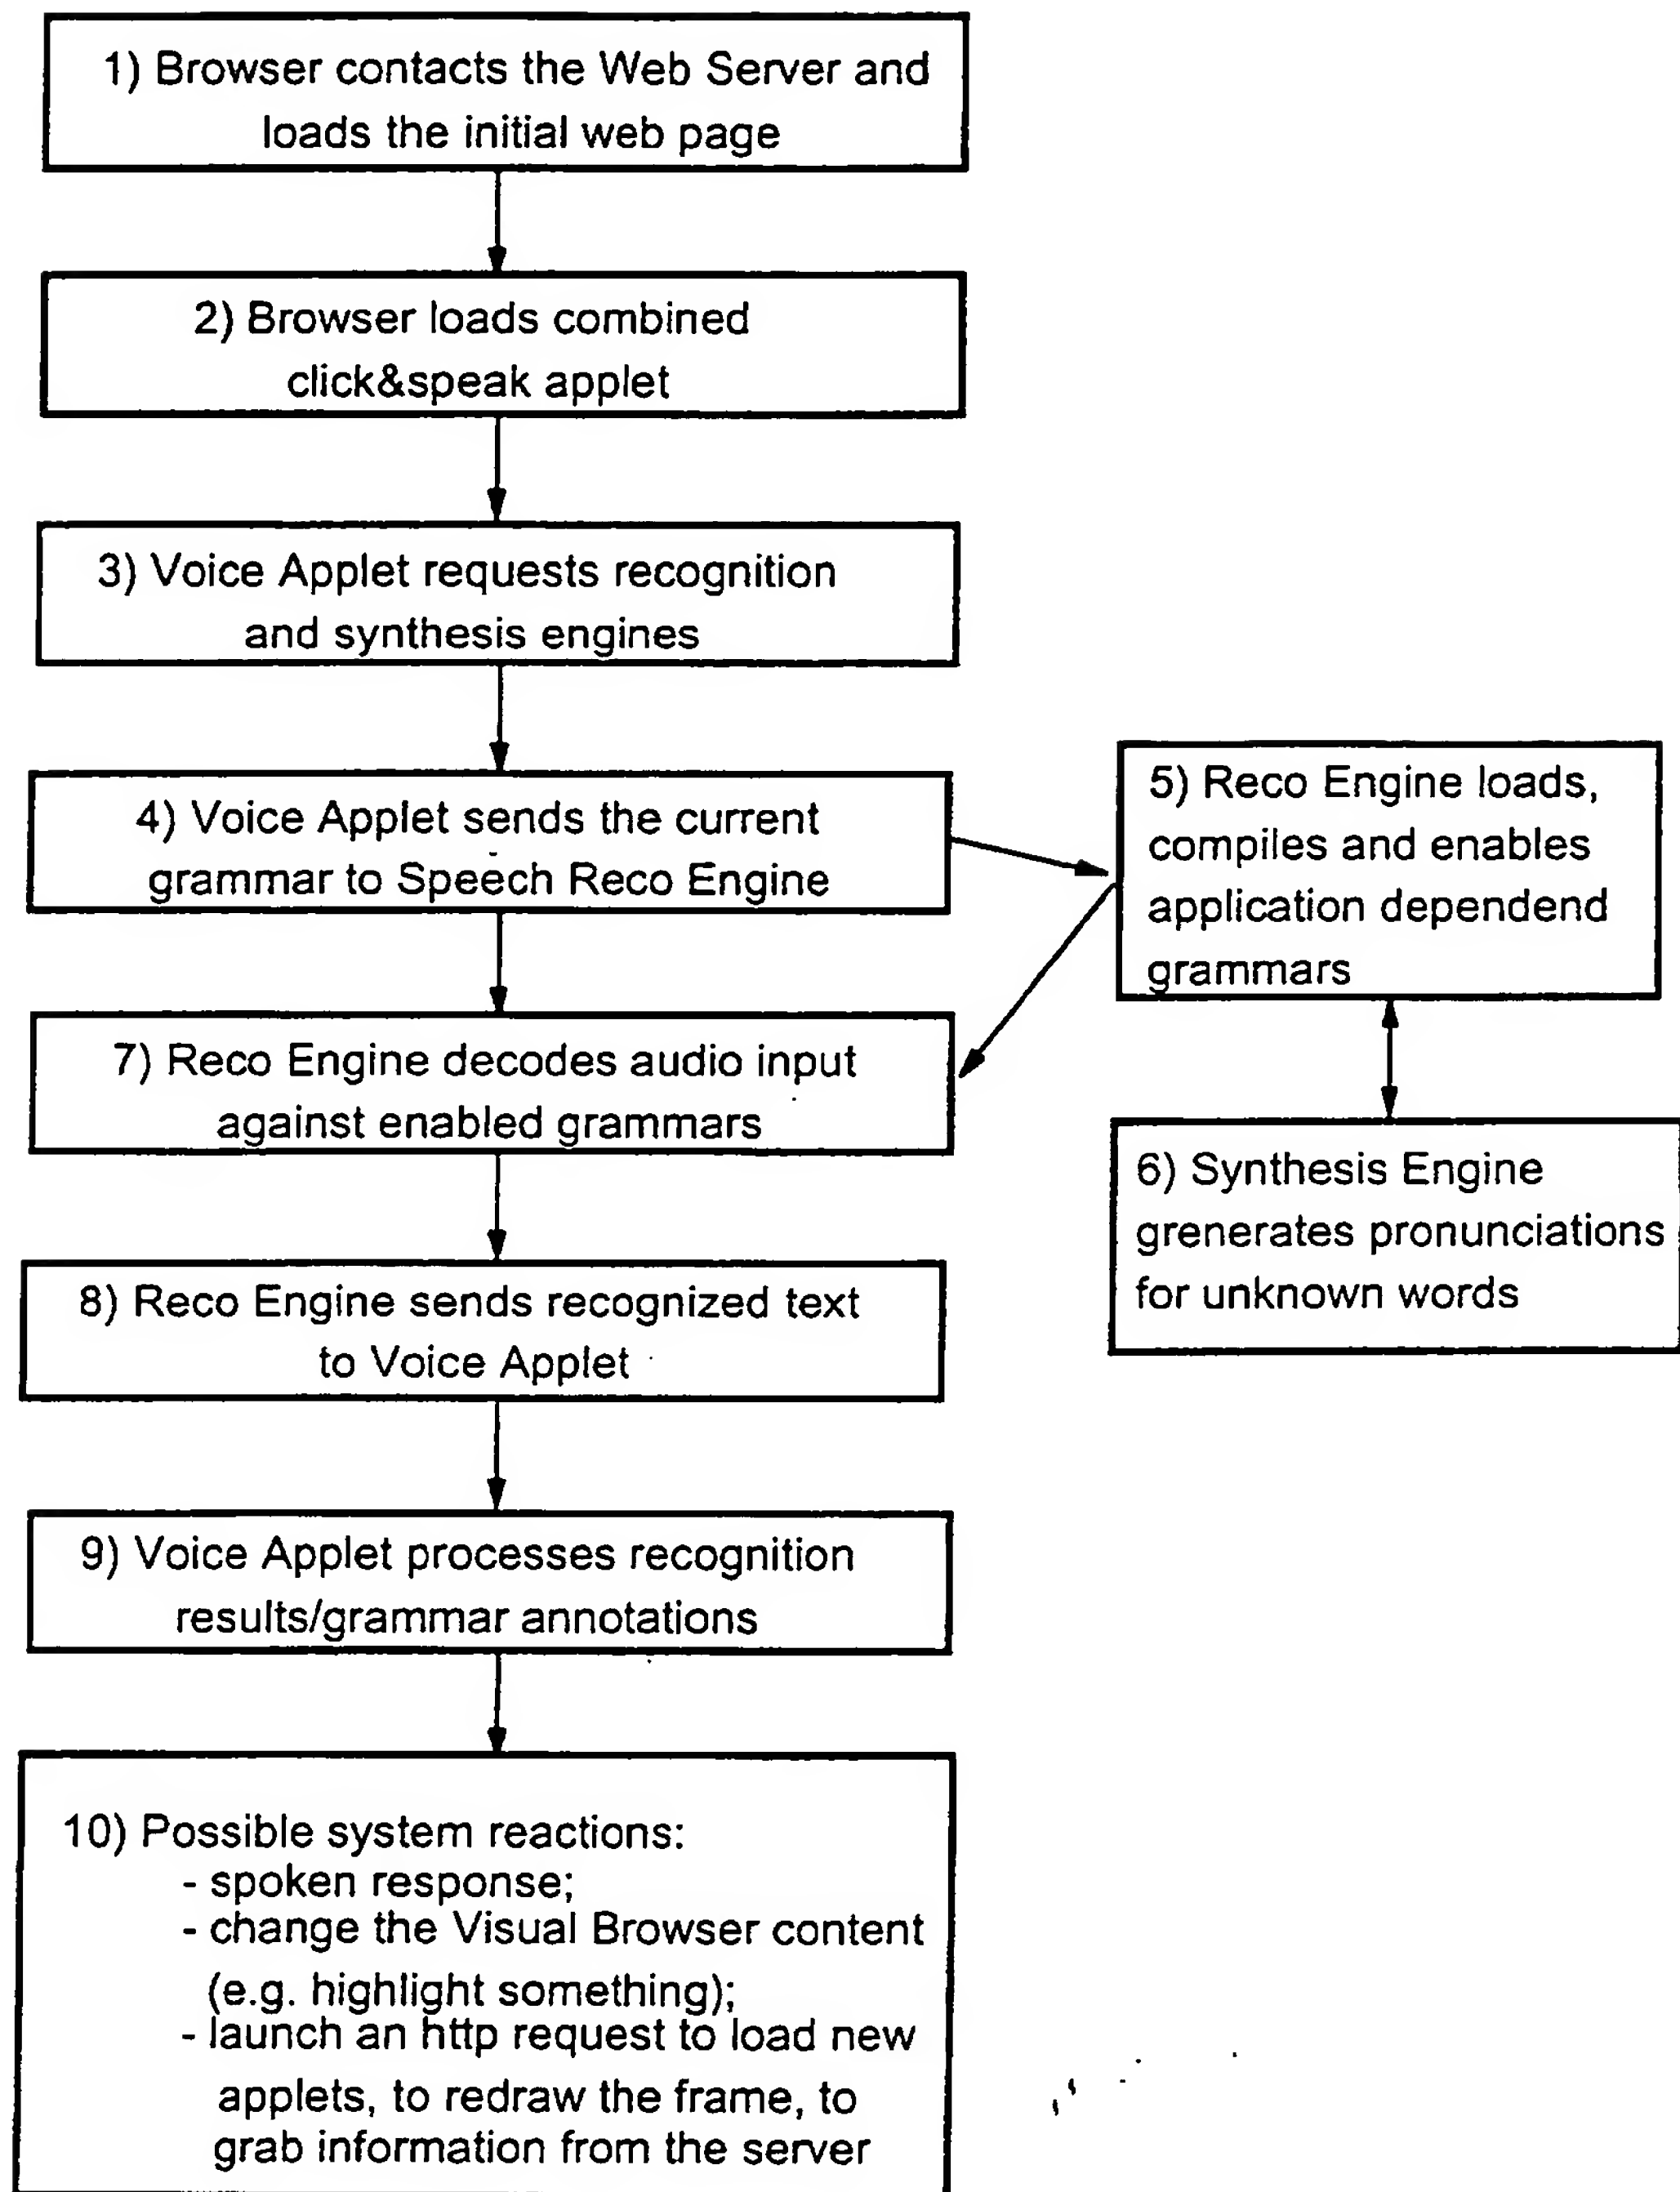 1) Browser contacts the Web Server and
loads the initial web page
2) Browser loads combined
click&speak applet
3) Voice Applet requests recognition
and synthesis engines
4) Voice Applet sends the current
grammar to Speech Reco Engine
5) Reco Engine loads,
compiles and enables
application dependend
grammars
6) Synthesis Engine
grenerates pronunciations
for unknown words
7) Reco Engine decodes audio input
against enabled grammars
8) Reco Engine sends recognized text
to Voice Applet
9) Voice Applet processes recognition
results/grammar annotations
10) Possible system reactions:
- spoken response;
- change the Visual Browser content
(e.g. highlight something);
- launch an http request to load new
applets, to redraw the frame, to
grab information from the server